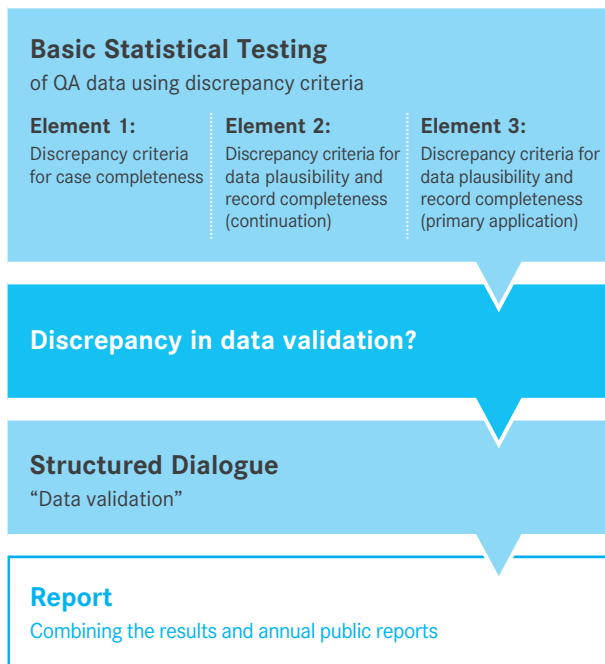 Basic Statistical Testing
of QA data using discrepancy criteria
Element 1:
Discrepancy criteria
for case completeness
Element 2:
Discrepancy criteria for
data plausibility and
record completeness
(continuation)
Element 3:
Discrepancy criteria for
data plausibility and
record completeness
(primary application)
Discrepancy in data validation?
Structured Dialogue
“Data validation”
Report
Combining the results and annual public reports